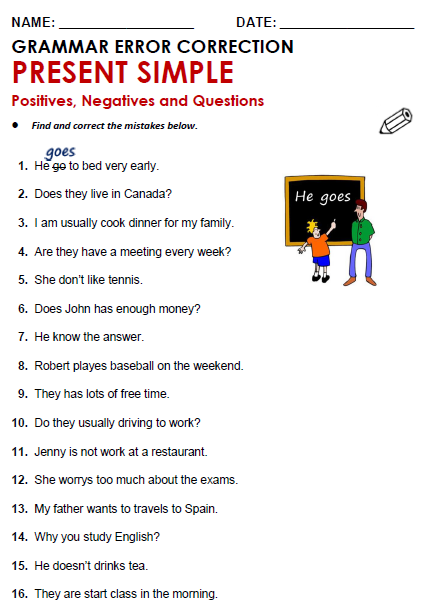 NAME: ____________________ DATE: ____________________
GRAMMAR ERROR CORRECTION
PRESENT SIMPLE
Positives, Negatives and Questions
● Find and correct the mistakes below.
goes
1. He go to bed very early.
2. Does they live in Canada?
He goes
3. I am usually cook dinner for my family.
4. Are they have a meeting every week?
5. She don't like tennis.
6. Does John has enough money?
7. He know the answer.
8. Robert playes baseball on the weekend.
9. They has lots of free time.
10. Do they usually driving to work?
11. Jenny is not work at a restaurant.
12. She worrys too much about the exams.
13. My father wants to travels to Spain.
14. Why you study English?
15. He doesn't drinks tea.
16. They are start class in the morning.